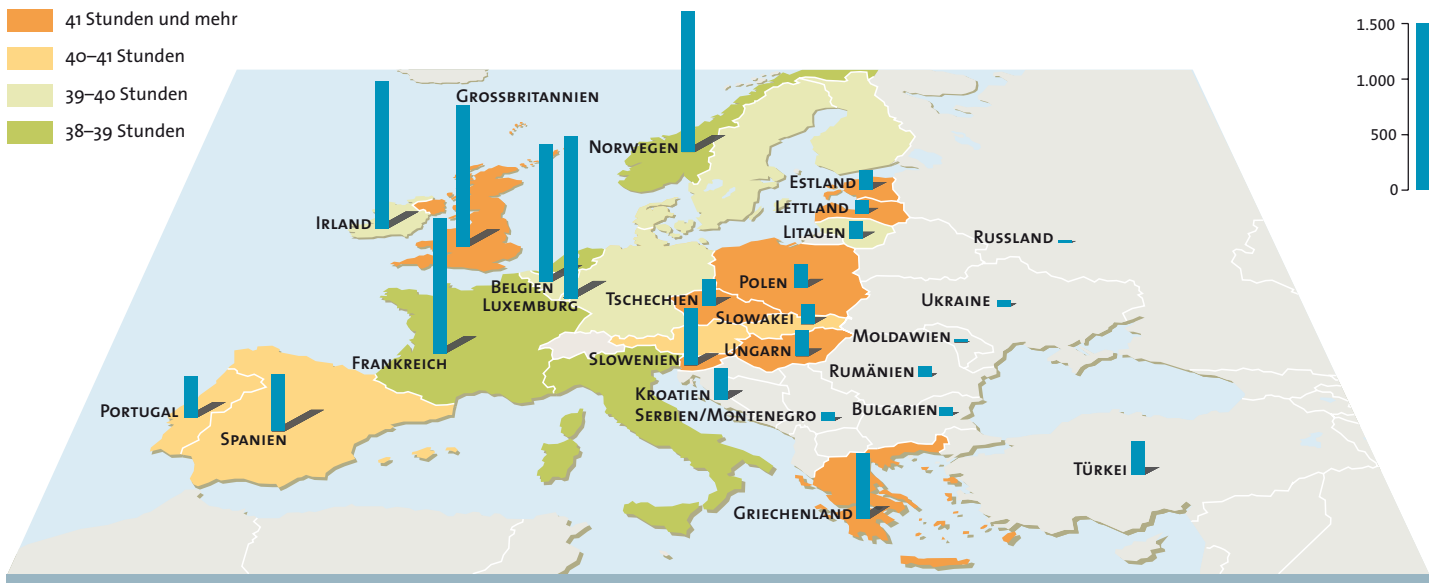 41 Stunden und mehr
40–41 Stunden
39–40 Stunden
38–39 Stunden
1.500
1.000
500
0
GROSSBRITANNIEN
NORWEGEN
ESTLAND
LETTLAND
LITAUEN
IRLAND
RUSSLAND
BELGIEN
LUXEMBURG
TSCHECHIEN
POLEN
UKRAINE
SLOWAKEI
MOLDAWIEN
FRANKREICH
SLOWENIEN
UNGARN
RUMÄNIEN
KROATIEN
SERBIEN/MONTENEGRO
BULGARIEN
PORTUGAL
SPANIEN
TÜRKEI
GRIECHENLAND